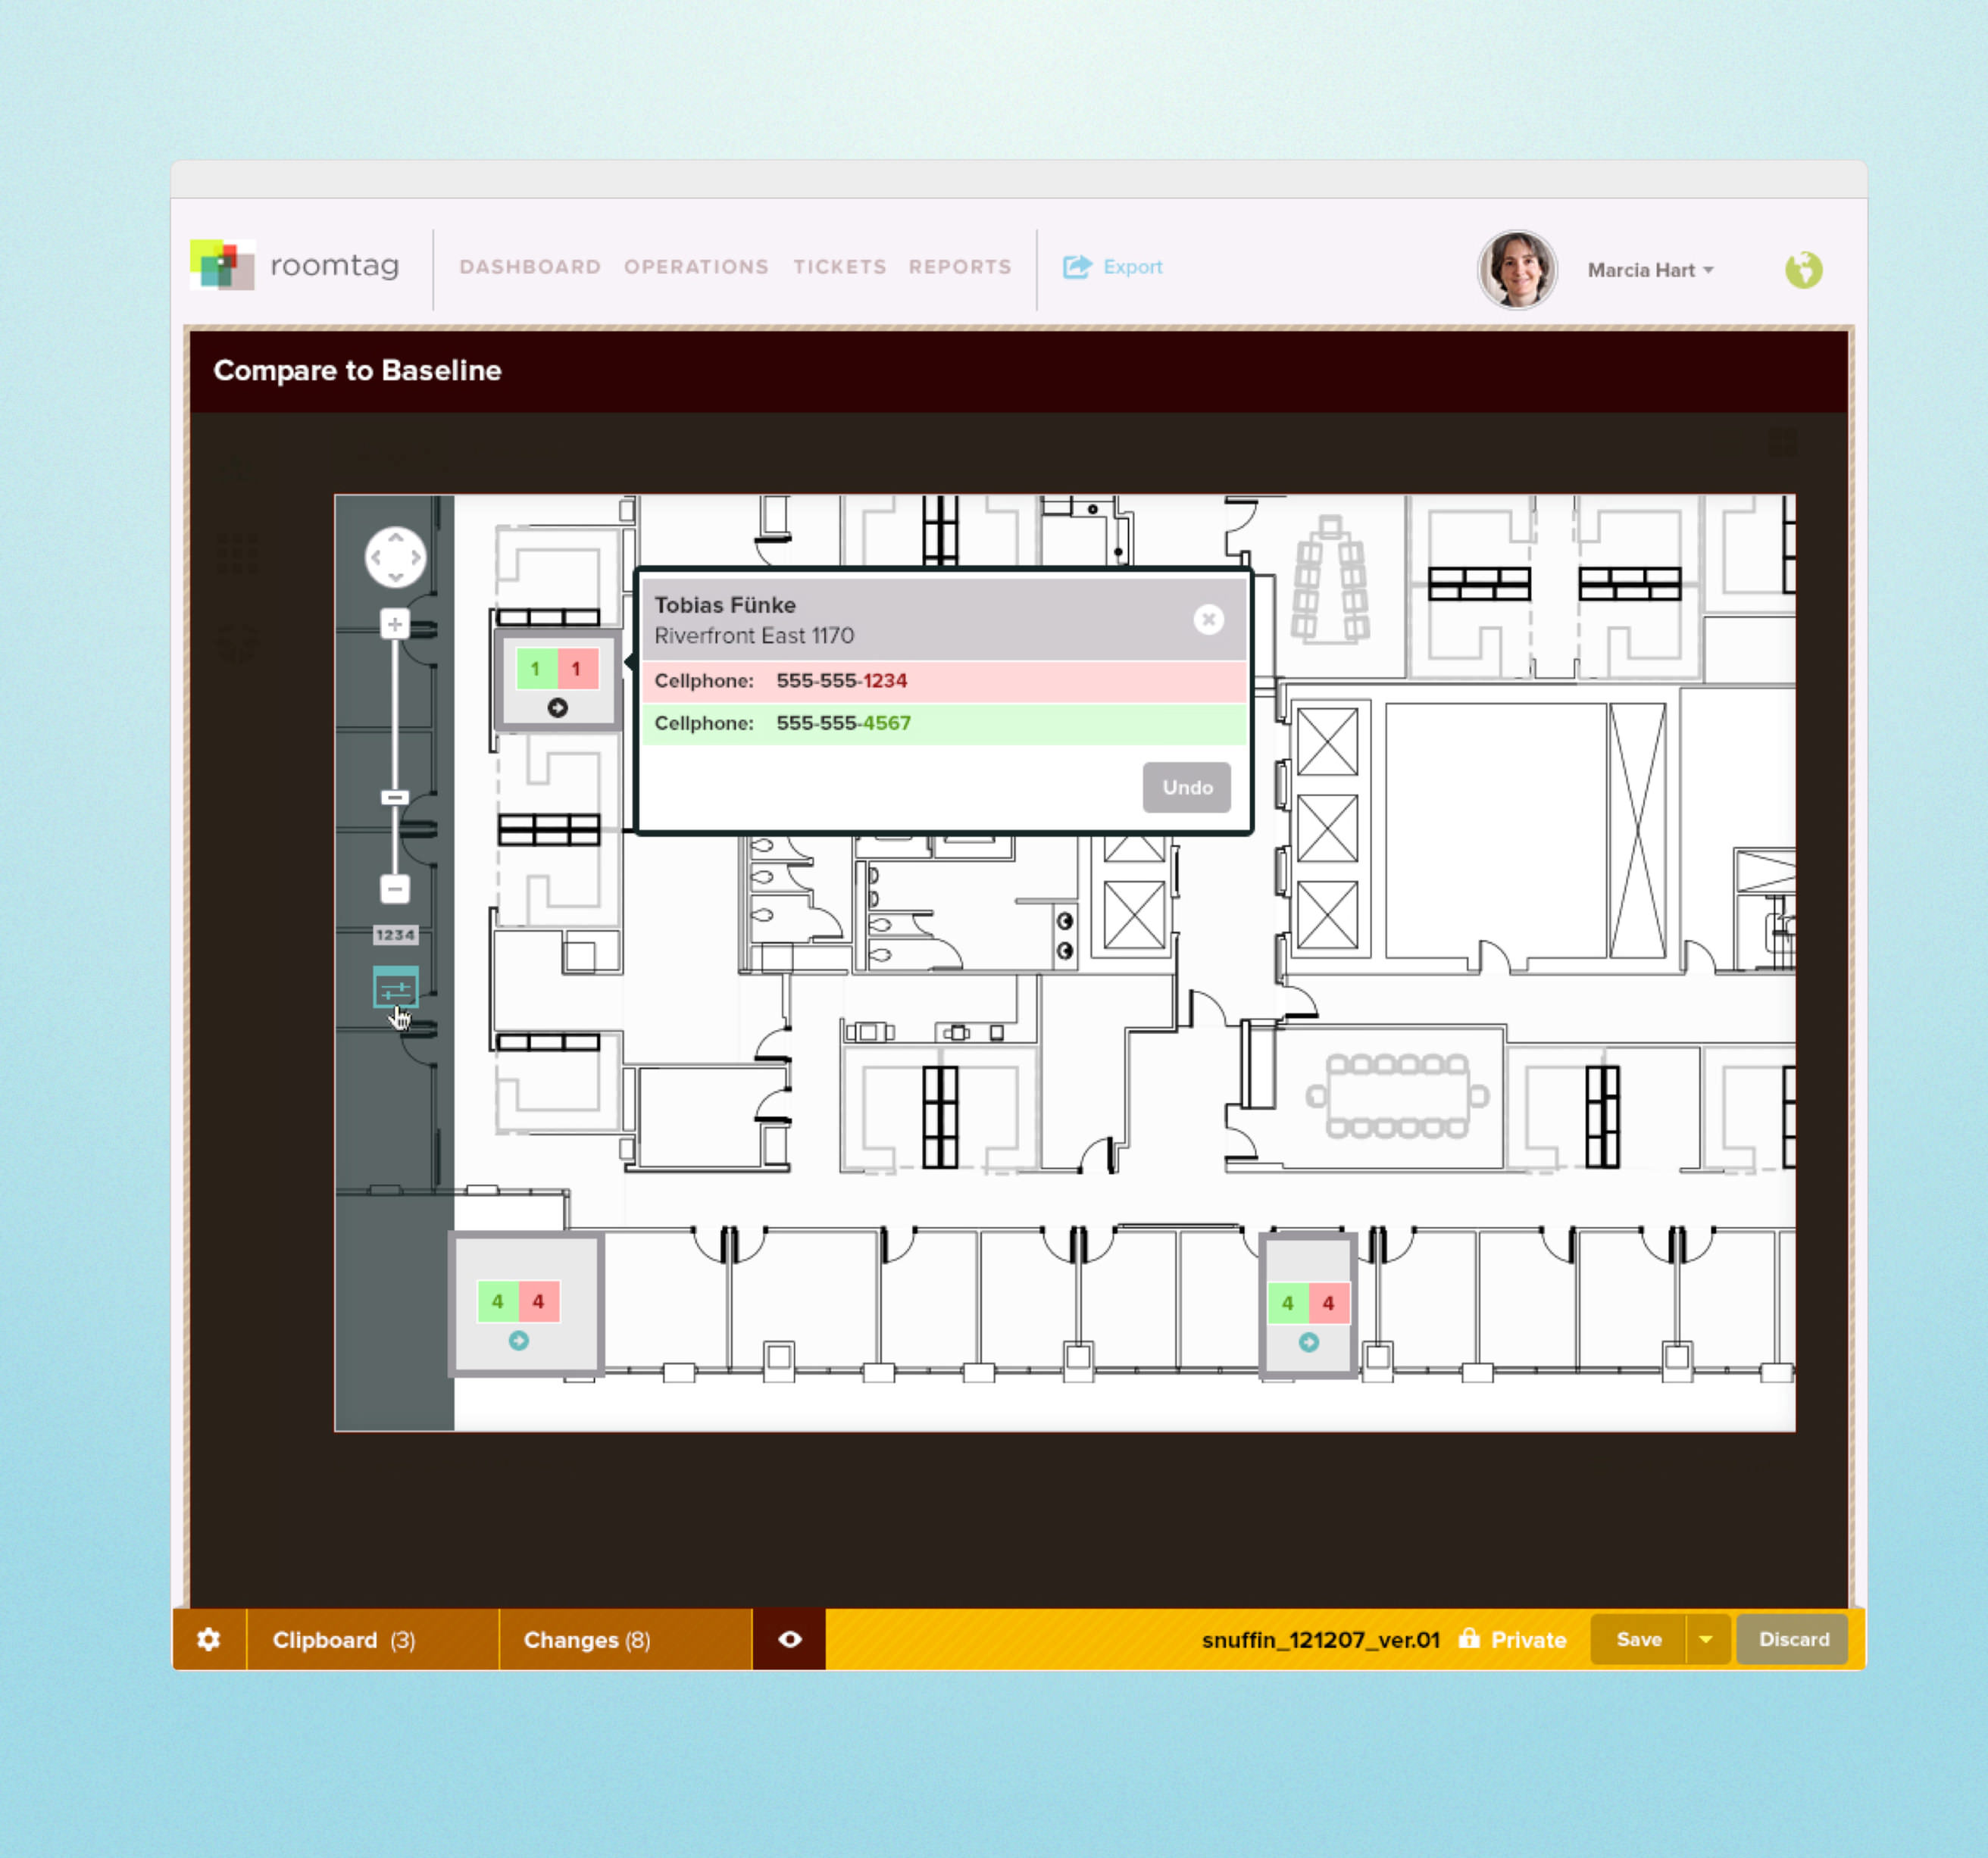 roomtag
DASHBOARD OPERATIONS TICKETS REPORTS
Export
Marcia Hart
Compare to Baseline
Tobias Fünke
Riverfront East 1170
Cellphone: 555-555-1234
Cellphone: 555-555-4567
Undo
1 1
1234
4 4
4 4
Clipboard (3)
Changes (8)
snuffin_121207_ver.01
Private
Save
Discard